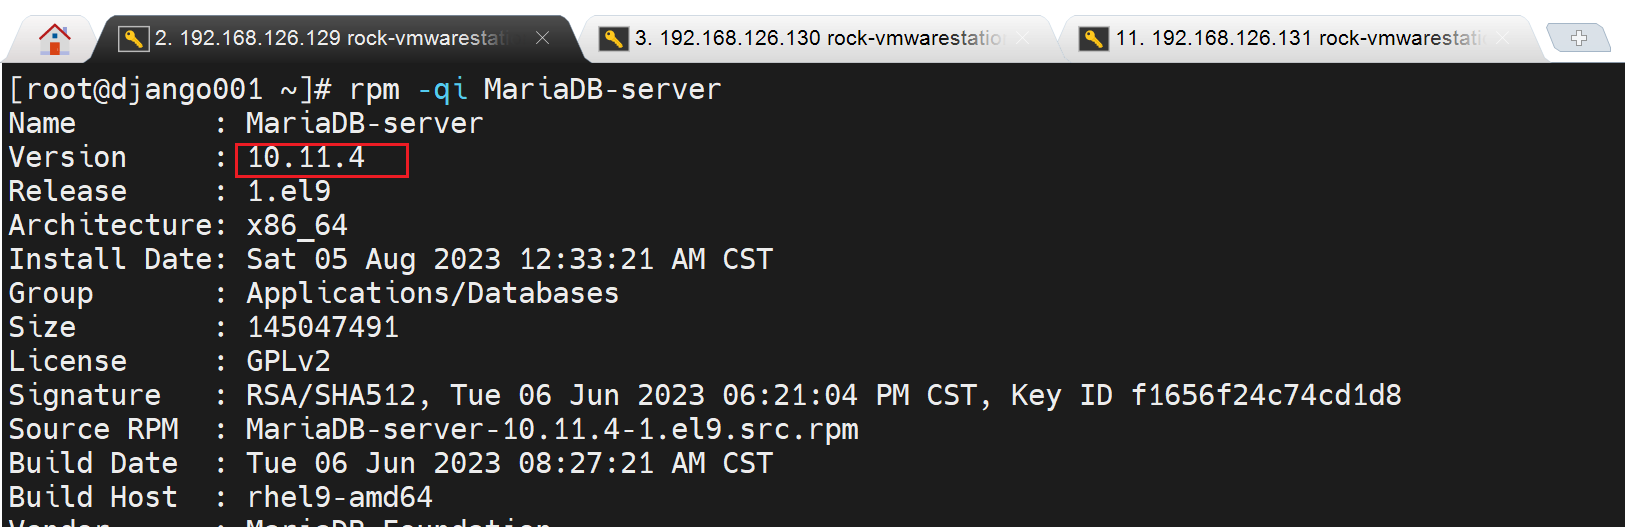 2. 192.168.126.129 rock-vmwarestati
3. 192.168.126.130 rock-vmwarestatio
11. 192.168.126.131 rock-vmwarestati
[root@django001 ~]# rpm -qi MariaDB-server
Name        : MariaDB-server
Version     : 10.11.4
Release     : 1.el9
Architecture: x86_64
Install Date: Sat 05 Aug 2023 12:33:21 AM CST
Group       : Applications/Databases
Size        : 145047491
License     : GPLv2
Signature   : RSA/SHA512, Tue 06 Jun 2023 06:21:04 PM CST, Key ID f1656f24c74cd1d8
Source RPM  : MariaDB-server-10.11.4-1.el9.src.rpm
Build Date  : Tue 06 Jun 2023 08:27:21 AM CST
Build Host  : rhel9-amd64
Vendor      : MariaDB Foundation